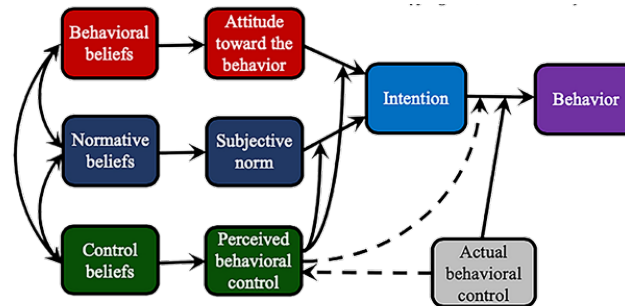 Behavioral
beliefs
Attitude
toward the
behavior
Intention
Behavior
Normative
beliefs
Subjective
norm
Control
beliefs
Perceived
behavioral
control
Actual
behavioral
control